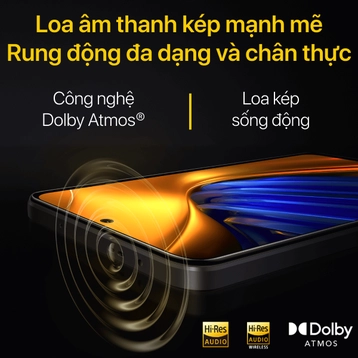 Loa âm thanh kép mạnh mẽ
Rung động đa dạng và chân thực
Công nghệ
Dolby Atmos®
Loa kép
sống động
Hi-Res
AUDIO
Hi-Res
AUDIO
WIRELESS
Dolby
ATMOS